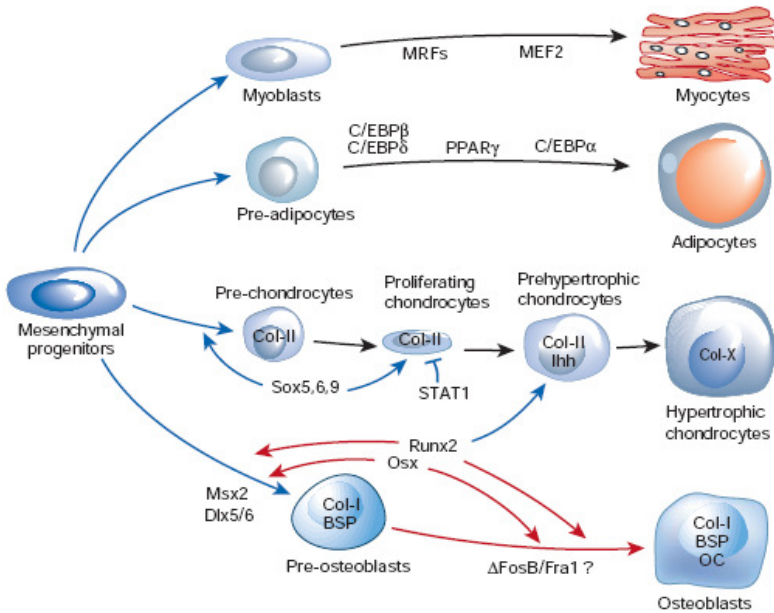 MRFs
MEF2
Myoblasts
Myocytes
C/EBPβ
C/EBPδ
PPARγ
C/EBPα
Pre-adipocytes
Adipocytes
Mesenchymal
progenitors
Pre-chondrocytes
Proliferating
chondrocytes
Prehypertrophic
chondrocytes
Col-II
Col-II
Col-II
Ihh
Col-X
Sox5,6,9
STAT1
Hypertrophic
chondrocytes
Runx2
Osx
Msx2
Dlx5/6
Col-I
BSP
Pre-osteoblasts
ΔFosB/Fra1 ?
Col-I
BSP
OC
Osteoblasts